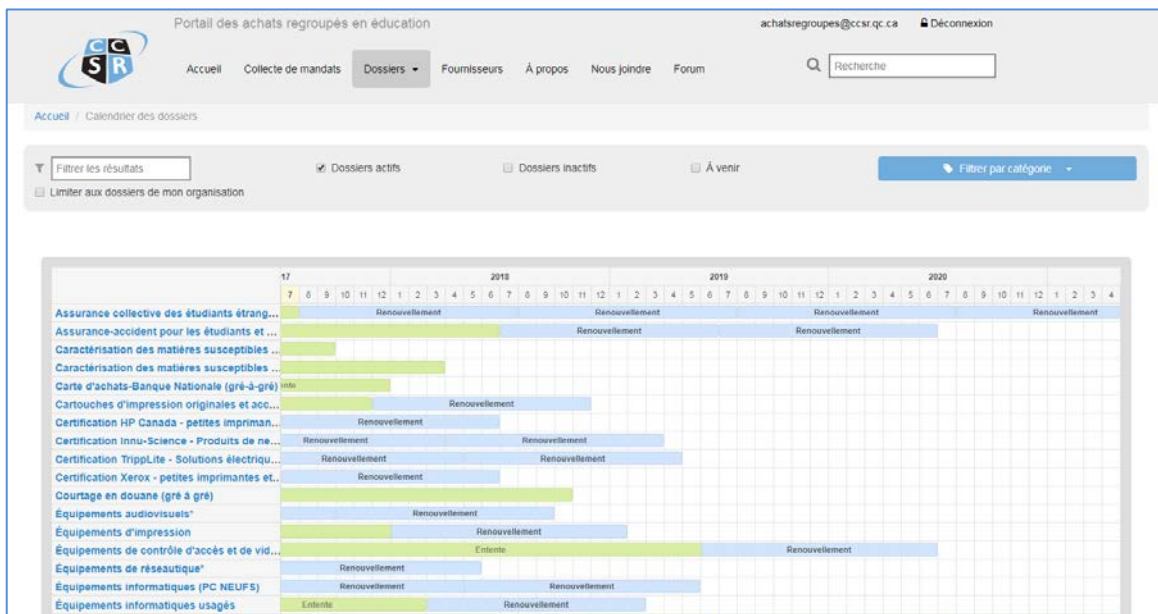 Portail des achats regroupés en éducation
achatsregroupes@ccsr.qc.ca Déconnexion
CCSR
Accueil Collecte de mandats Dossiers Fournisseurs À propos Nous joindre Forum Recherche
Accueil / Calendrier des dossiers
Filtrer les résultats Dossiers actifs Dossiers inactifs À venir Filtrer par catégorie
Limiter aux dossiers de mon organisation
17 2018 2019 2020
7 8 9 10 11 12 1 2 3 4 5 6 7 8 9 10 11 12 1 2 3 4 5 6 7 8 9 10 11 12 1 2 3 4 5 6 7 8 9 10 11 12 1 2 3 4
Assurance collective des étudiants étrang... Renouvellement Renouvellement Renouvellement Renouvellement
Assurance-accident pour les étudiants et ... Renouvellement Renouvellement
Caractérisation des matières susceptibles ...
Caractérisation des matières susceptibles ...
Carte d'achats-Banque Nationale (gré-à-gré)
Cartouches d'impression originales et acc... Renouvellement
Certification HP Canada - petites impriman... Renouvellement
Certification Innu-Science - Produits de ne... Renouvellement Renouvellement
Certification TrippLite - Solutions électriqu... Renouvellement Renouvellement
Certification Xerox - petites imprimantes et... Renouvellement
Courtage en douane (gré à gré)
Équipements audiovisuels* Renouvellement
Équipements d'impression Renouvellement
Équipements de contrôle d'accès et de vid... Entente Renouvellement
Équipements de réseautique* Renouvellement
Équipements informatiques (PC NEUFS) Renouvellement Renouvellement
Équipements informatiques usagés Entente Renouvellement